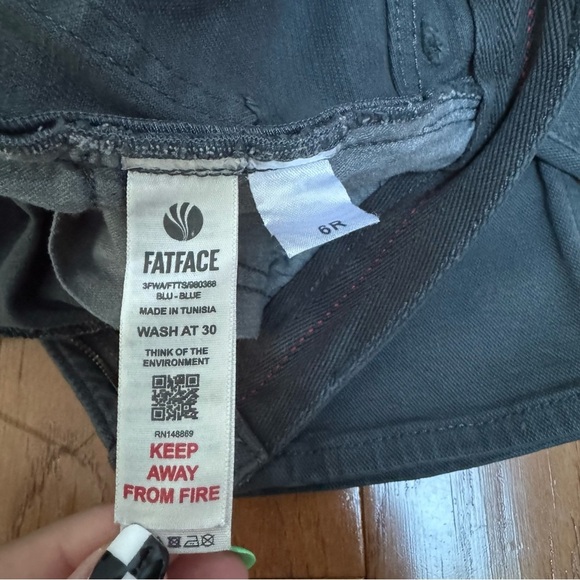 FATFACE
3FWA/FTTS/980368
BLU - BLUE
MADE IN TUNISIA
WASH AT 30
THINK OF THE
ENVIRONMENT
RN148869
KEEP
AWAY
FROM FIRE
6R